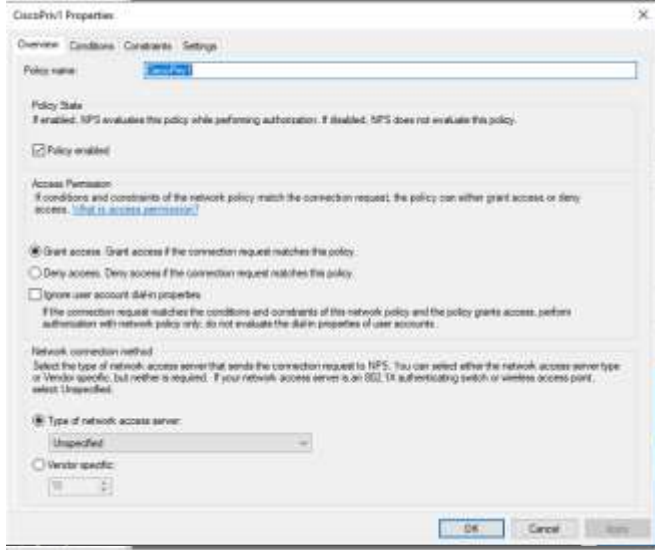 CiscoPriv1 Properties
Overview Conditions Constraints Settings
Policy name: CiscoPriv1
Policy State
If enabled, NPS evaluates this policy while performing authorization. If disabled, NPS does not evaluate this policy.
Policy enabled
Access Permission
If conditions and constraints of the network policy match the connection request, the policy can either grant access or deny
access. What is access permission?
Grant access. Grant access if the connection request matches this policy.
Deny access. Deny access if the connection request matches this policy.
Ignore user account dial-in properties.
If the connection request matches the conditions and constraints of this network policy and the policy grants access, perform
authorization with network policy only; do not evaluate the dial-in properties of user accounts.
Network connection method
Select the type of network access server that sends the connection request to NPS. You can select either the network access server type
or Vendor specific, but neither is required. If your network access server is an 802.1X authenticating switch or wireless access point,
select Unspecified.
Type of network access server:
Unspecified
Vendor specific:
10
OK Cancel Apply